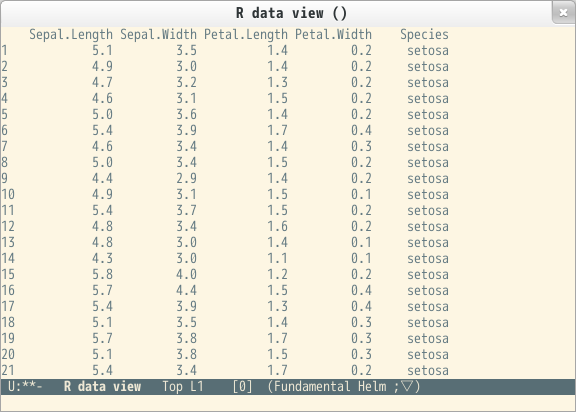 R data view ()
Sepal.Length Sepal.Width Petal.Length Petal.Width Species
1 5.1 3.5 1.4 0.2 setosa
2 4.9 3.0 1.4 0.2 setosa
3 4.7 3.2 1.3 0.2 setosa
4 4.6 3.1 1.5 0.2 setosa
5 5.0 3.6 1.4 0.2 setosa
6 5.4 3.9 1.7 0.4 setosa
7 4.6 3.4 1.4 0.3 setosa
8 5.0 3.4 1.5 0.2 setosa
9 4.4 2.9 1.4 0.2 setosa
10 4.9 3.1 1.5 0.1 setosa
11 5.4 3.7 1.5 0.2 setosa
12 4.8 3.4 1.6 0.2 setosa
13 4.8 3.0 1.4 0.1 setosa
14 4.3 3.0 1.1 0.1 setosa
15 5.8 4.0 1.2 0.2 setosa
16 5.7 4.4 1.5 0.4 setosa
17 5.4 3.9 1.3 0.4 setosa
18 5.1 3.5 1.4 0.3 setosa
19 5.7 3.8 1.7 0.3 setosa
20 5.1 3.8 1.5 0.3 setosa
21 5.4 3.4 1.7 0.2 setosa
U:**- R data view Top L1 [0] (Fundamental Helm ;▽)